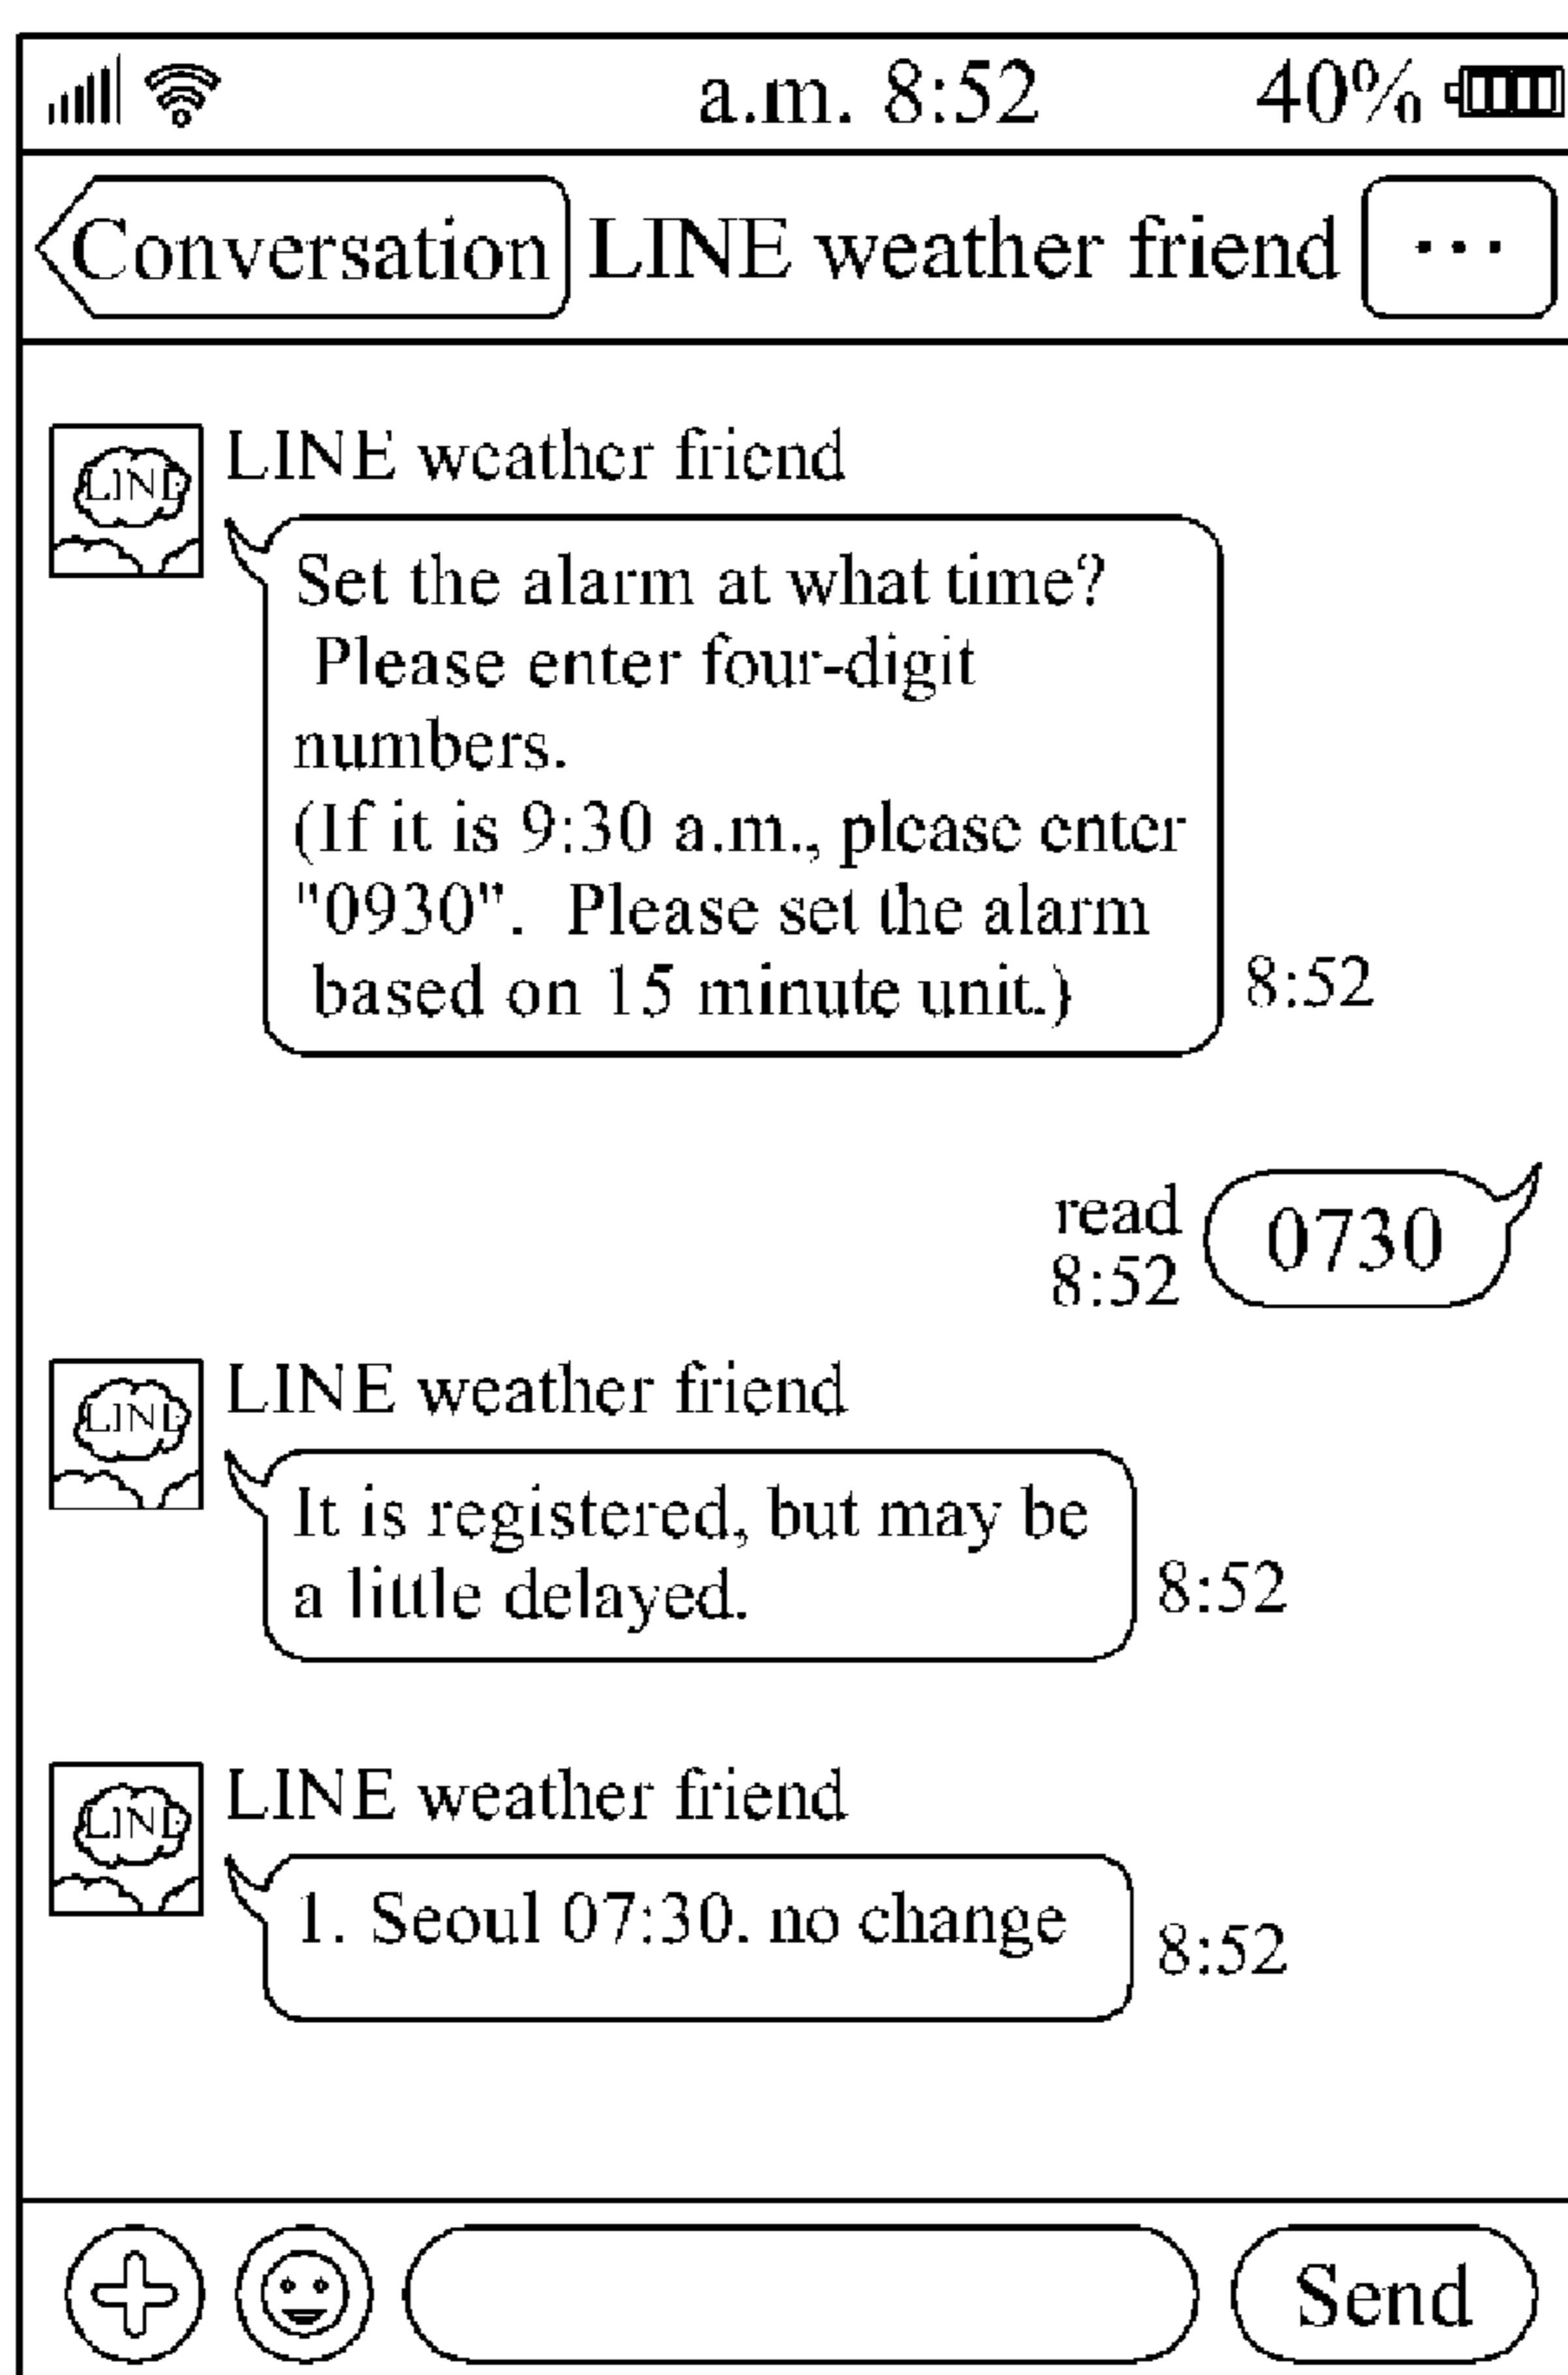 a.m. 8:52 40%
Conversation LINE weather friend ...
LINE LINE weather friend
Set the alarm at what time?
Please enter four-digit
numbers.
(If it is 9:30 a.m., please enter
"0930". Please set the alarm
based on 15 minute unit.) 8:52
read
8:52 0730
LINE LINE weather friend
It is registered, but may be
a little delayed. 8:52
LINE LINE weather friend
1. Seoul 07:30. no change 8:52
Send